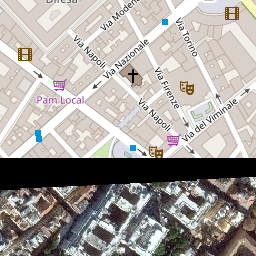 Difesa
Via Modena
Via Torino
Via Napoli
Via Nazionale
Via Firenze
Pam Local
Via Napoli
Via del Viminale